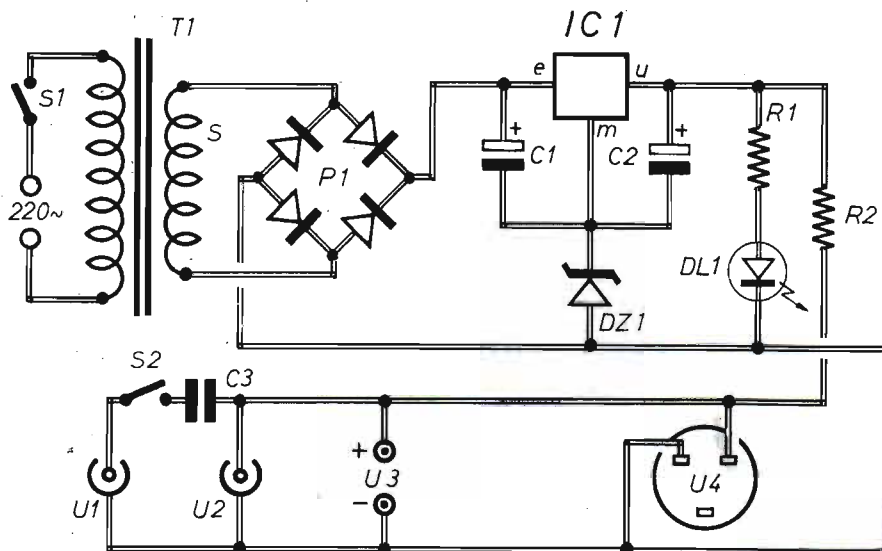 T1
IC1
S1
e
u
m
R1
S
P1
+
C1
C2
+
220~
R2
DL1
DZ1
S2
C3
+
U3
-
U1
U2
U4